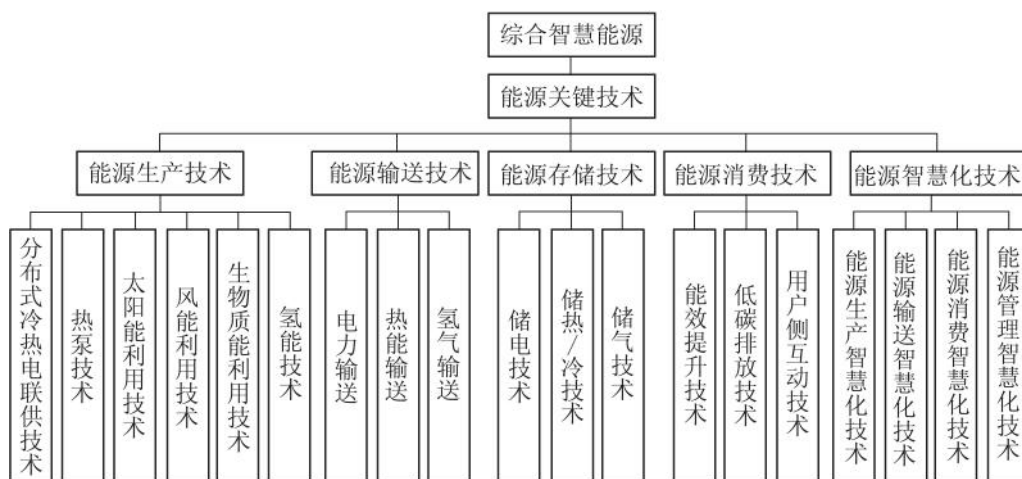 综合智慧能源
能源关键技术
能源生产技术
能源输送技术
能源存储技术
能源消费技术
能源智慧化技术
分布式冷热电联供技术
热泵技术
太阳能利用技术
风能利用技术
生物质能利用技术
氢能技术
电力输送
热能输送
氢气输送
储电技术
储热/冷技术
储气技术
能效提升技术
低碳排放技术
用户侧互动技术
能源生产智慧化技术
能源输送智慧化技术
能源消费智慧化技术
能源管理智慧化技术